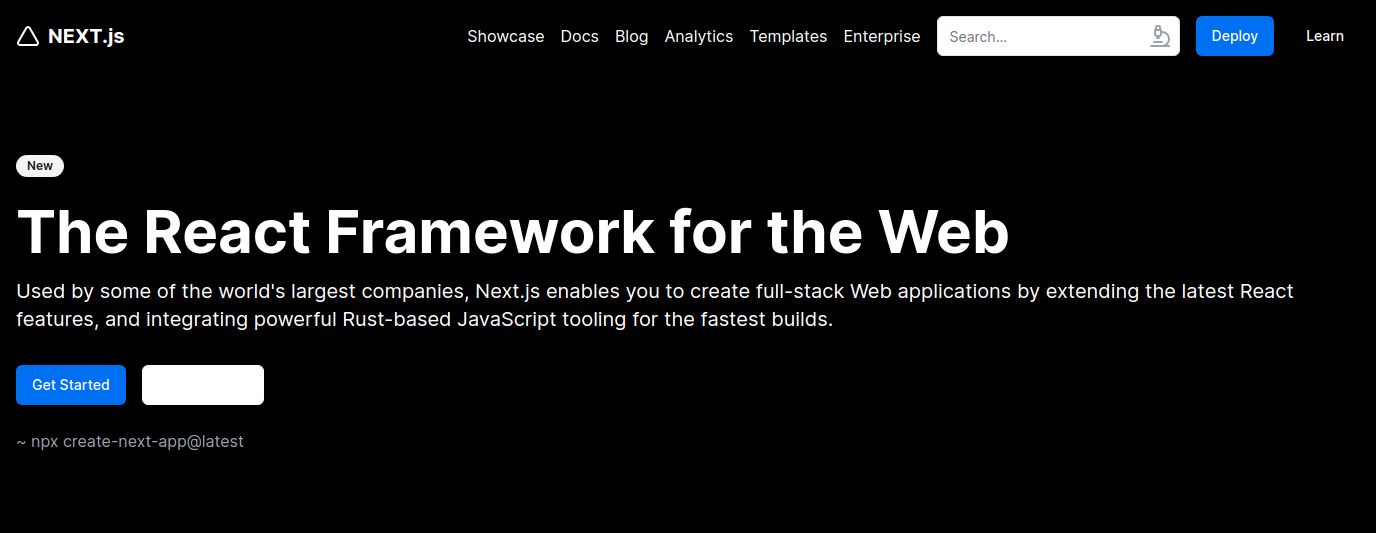 NEXT.js
Showcase Docs Blog Analytics Templates Enterprise Search... Deploy Learn
New
The React Framework for the Web
Used by some of the world's largest companies, Next.js enables you to create full-stack Web applications by extending the latest React
features, and integrating powerful Rust-based JavaScript tooling for the fastest builds.
Get Started
~ npx create-next-app@latest